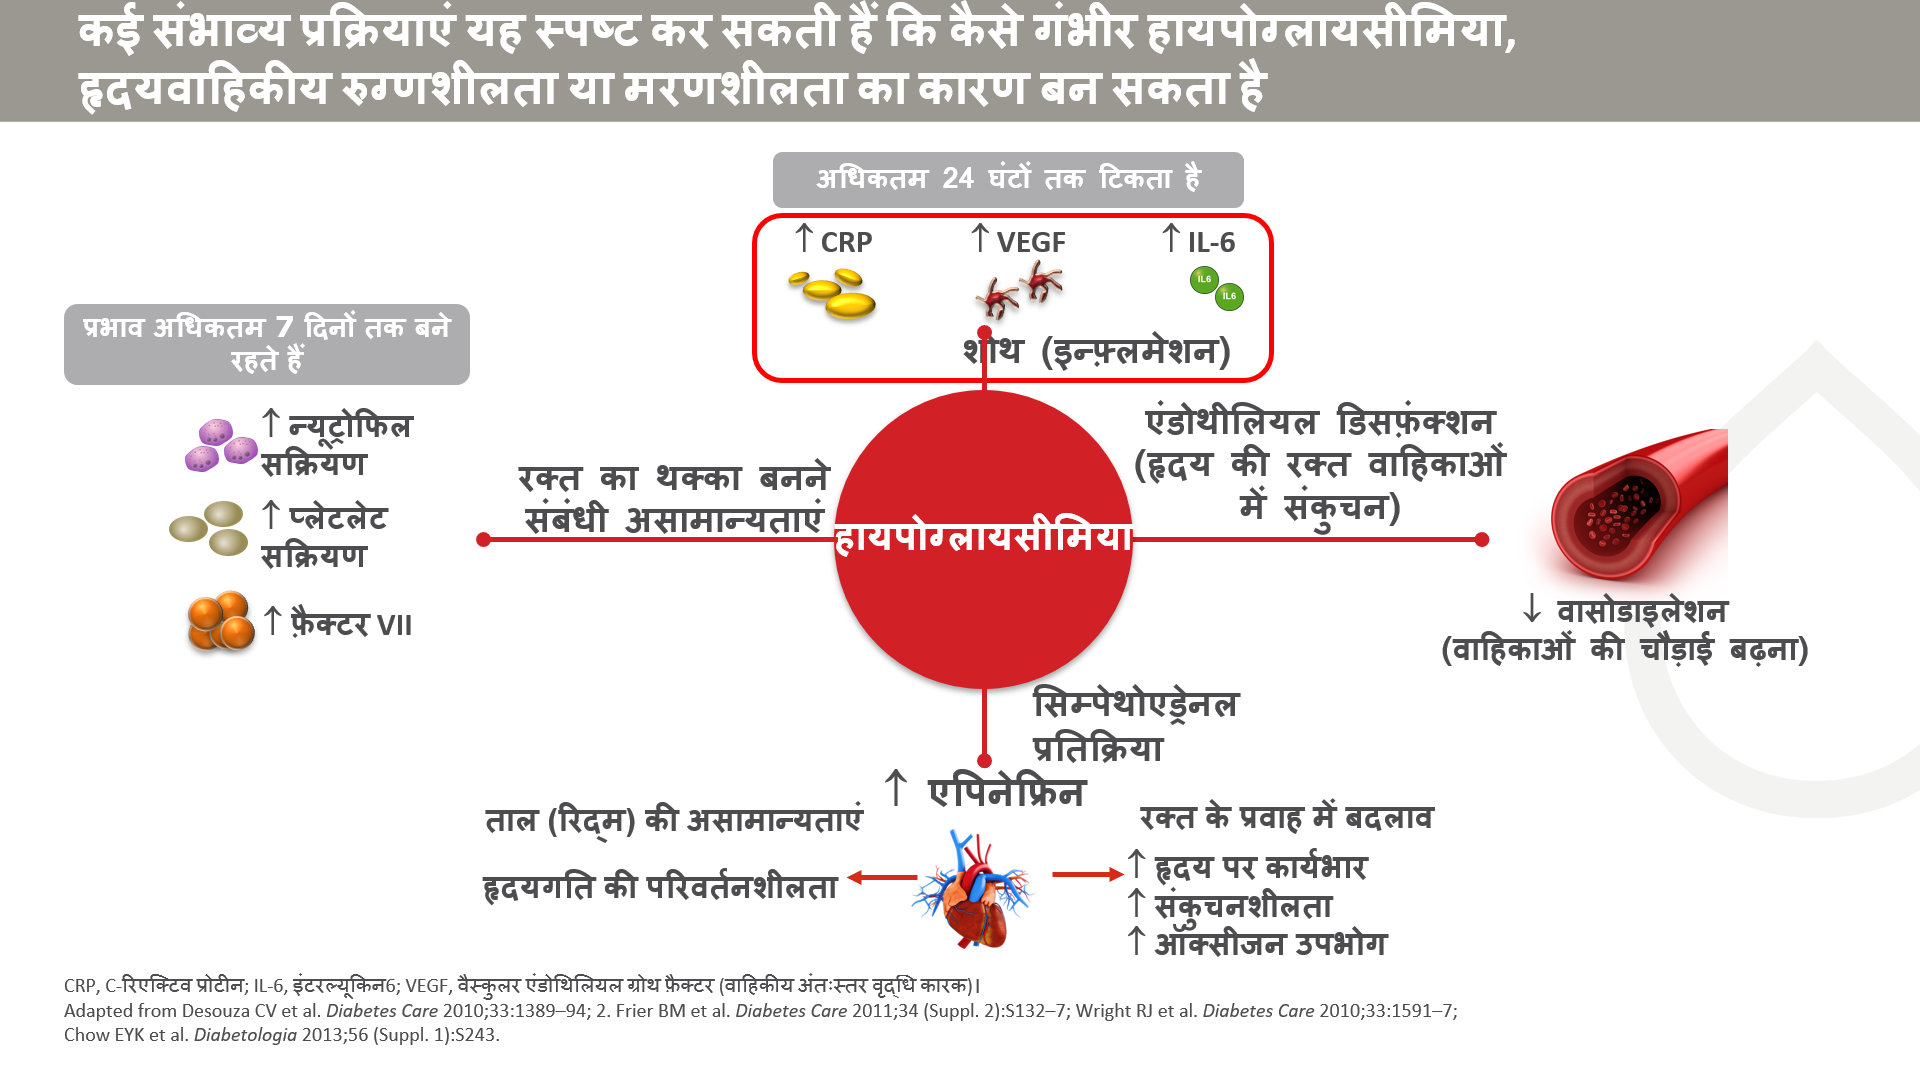 कई संभाव्य प्रक्रियाएं यह स्पष्ट कर सकती हैं कि कैसे गंभीर हायपोग्लायसीमिया,
हृदयवाहिकीय रुग्णशीलता या मरणशीलता का कारण बन सकता है
अधिकतम 24 घंटों तक टिकता है
↑ CRP
↑ VEGF
↑ IL-6
IL6
IL6
शोथ (इन्फ़्लमेशन)
प्रभाव अधिकतम 7 दिनों तक बने
रहते हैं
↑ न्यूट्रोफिल
सक्रियण
↑ प्लेटलेट
सक्रियण
↑ फ़ैक्टर VII
रक्त का थक्का बनने
संबंधी असामान्यताएं
हायपोग्लायसीमिया
एंडोथीलियल डिसफ़ंक्शन
(हृदय की रक्त वाहिकाओं
में संकुचन)
↓ वासोडाइलेशन
(वाहिकाओं की चौड़ाई बढ़ना)
सिम्पेथोएड्रेनल
प्रतिक्रिया
↑ एपिनेफ्रिन
ताल (रिद्म) की असामान्यताएं
हृदयगति की परिवर्तनशीलता
रक्त के प्रवाह में बदलाव
↑ हृदय पर कार्यभार
↑ संकुचनशीलता
↑ ऑक्सीजन उपभोग
CRP, C-रिएक्टिव प्रोटीन; IL-6, इंटरल्यूकिन6; VEGF, वैस्कुलर एंडोथिलियल ग्रोथ फ़ैक्टर (वाहिकीय अंतःस्तर वृद्धि कारक)।
Adapted from Desouza CV et al. Diabetes Care 2010;33:1389–94; 2. Frier BM et al. Diabetes Care 2011;34 (Suppl. 2):S132–7; Wright RJ et al. Diabetes Care 2010;33:1591–7;
Chow EYK et al. Diabetologia 2013;56 (Suppl. 1):S243.